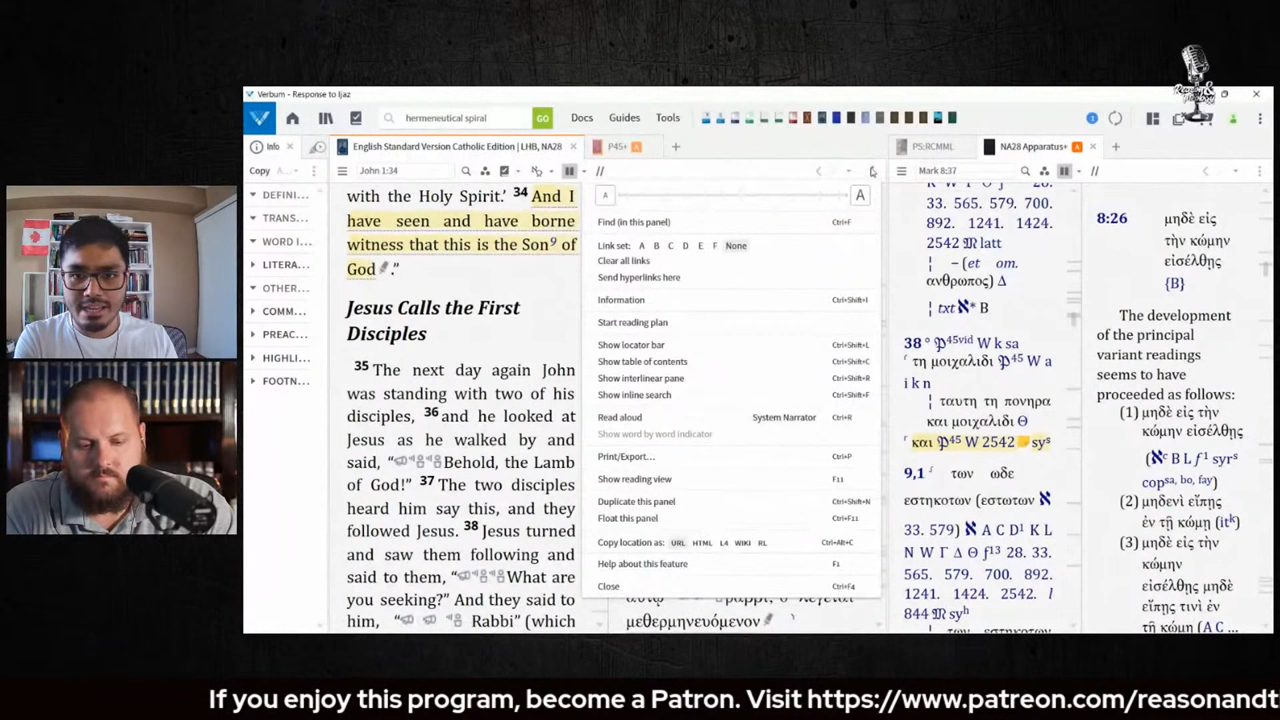 Verbum - Response to Ijaz
hermeneutical spiral
GO
Docs
Guides
Tools
Info
English Standard Version Catholic Edition | LHB, NA28
P45+
PS:RCMML
NA28 Apparatus+
Copy
John 1:34
Mark 8:37
DEFINI...
TRANS...
WORD I...
LITERA...
OTHER...
COMM...
PREAC...
HIGHLI...
FOOTN...
with the Holy Spirit.’ 34 And I
have seen and have borne
witness that this is the Son9 of
God.”
Jesus Calls the First
Disciples
35 The next day again John
was standing with two of his
disciples, 36 and he looked at
Jesus as he walked by and
said, “Behold, the Lamb
of God!” 37 The two disciples
heard him say this, and they
followed Jesus. 38 Jesus turned
and saw them following and
said to them, “What are
you seeking?” And they said to
him, “Rabbi” (which
A A
Find (in this panel) Ctrl+F
Link set: A B C D E F None
Clear all links
Send hyperlinks here
Information Ctrl+Shift+I
Start reading plan
Show locator bar Ctrl+Shift+L
Show table of contents Ctrl+Shift+C
Show interlinear pane Ctrl+Shift+R
Show inline search Ctrl+Shift+F
Read aloud System Narrator Ctrl+R
Show word by word indicator
Print/Export... Ctrl+P
Show reading view F11
Duplicate this panel Ctrl+Shift+N
Float this panel Ctrl+F11
Copy location as: URL HTML L4 WIKI RL Ctrl+Alt+C
Help about this feature F1
Close Ctrl+F4
μεθερμηνευόμενον
33. 565. 579. 700.
892. 1241. 1424.
2542 𝔐 latt
¦ – (et om.
ανθρωπος) Δ
¦ txt ℵ* B
38 ° 𝔓45vid W k sa
⸀ τη μοιχαλιδι 𝔓45 W a
i k n
¦ ταυτη τη πονηρα
και μοιχαλιδι Θ
⸀ και 𝔓45 W 2542 sys
9,1 ⸉ των ωδε
εστηκοτων (εστωτων ℵ
33. 579) ℵ A C D1 K L
N W Γ Δ Θ ƒ13 28. 33.
565. 579. 700. 892.
1241. 1424. 2542. l
844 𝔐 syh
¦ των εστηκοτων
8:26 μηδὲ εἰς
τὴν κώμην
εἰσέλθῃς
{B}
The development
of the principal
variant readings
seems to have
proceeded as follows:
(1) μηδὲ εἰς τὴν
κώμην εἰσέλθῃς
(ℵc B L ƒ1 syrs
copsa, bo, fay)
(2) μηδενὶ εἴπῃς
ἐν τῇ κώμῃ (itk)
(3) μηδὲ εἰς τὴν
κώμην
εἰσέλθῃς μηδὲ
εἴπῃς τινὶ ἐν
τῇ κώμῃ (A C ...
If you enjoy this program, become a Patron. Visit https://www.patreon.com/reasonandt